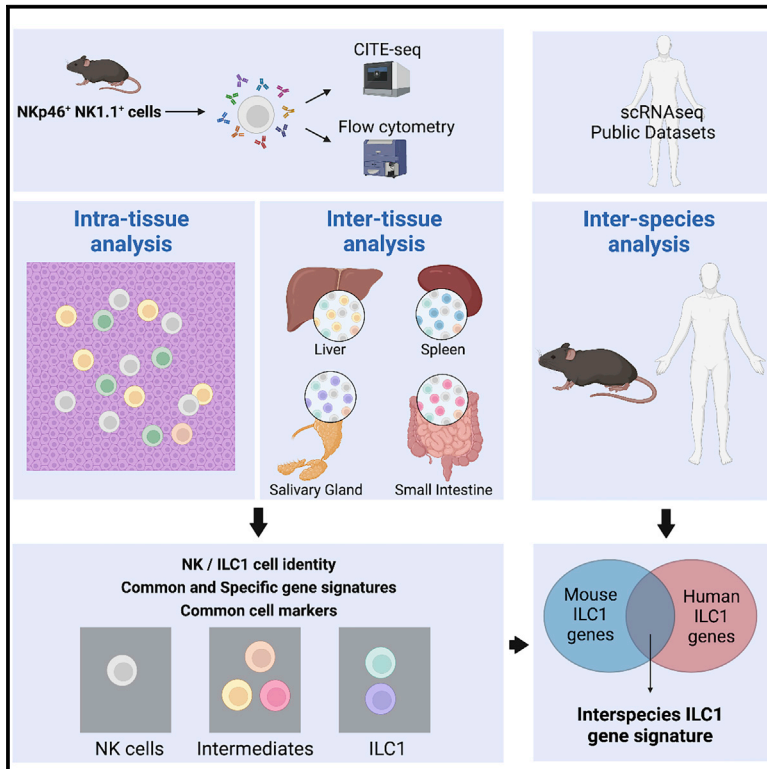 CITE-seq
NKp46⁺ NK1.1⁺ cells
Flow cytometry
scRNAseq
Public Datasets
Intra-tissue
analysis
Inter-tissue
analysis
Liver
Spleen
Salivary Gland
Small Intestine
Inter-species
analysis
NK / ILC1 cell identity
Common and Specific gene signatures
Common cell markers
NK cells
Intermediates
ILC1
Mouse
ILC1
genes
Human
ILC1
genes
Interspecies ILC1
gene signature